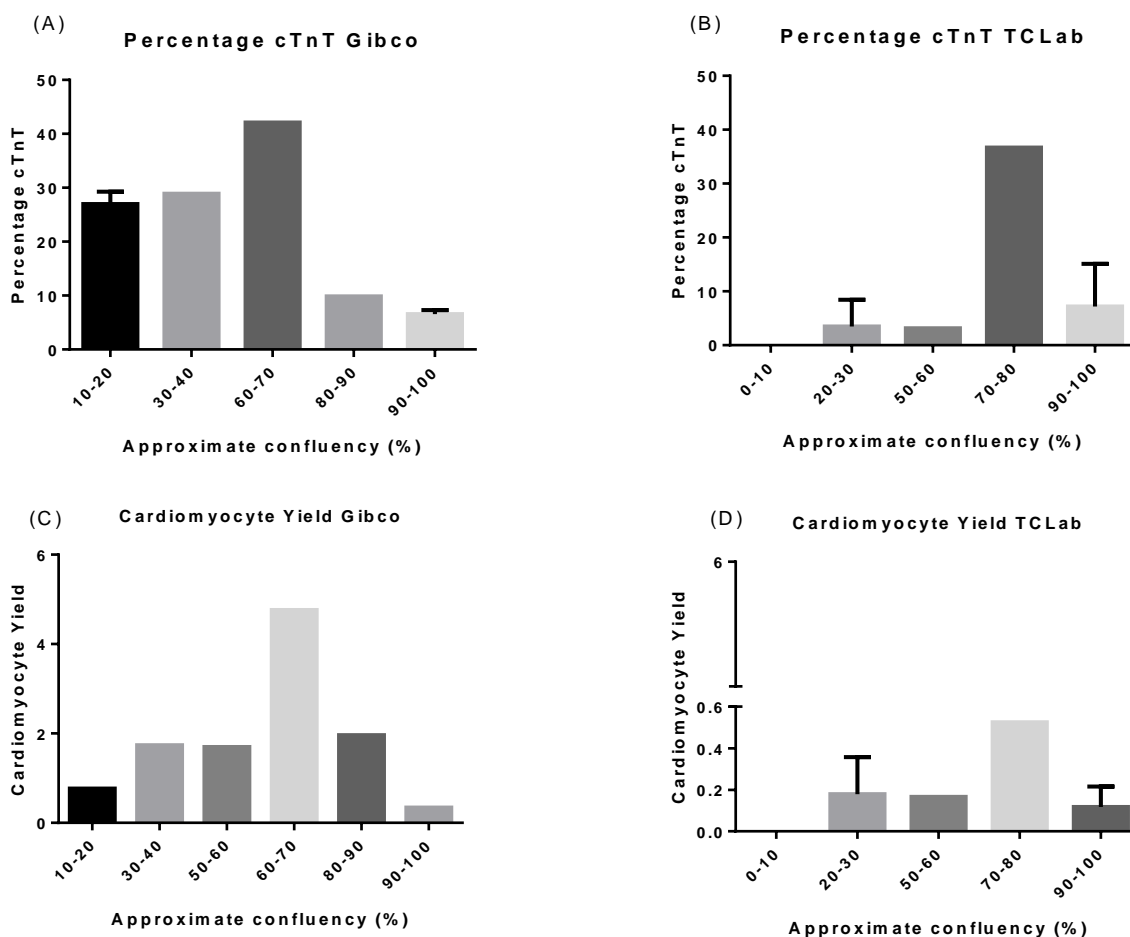 (A)
Percentage cTnT Gibco
50
40
30
20
10
0
Percentage cTnT
10-20
30-40
60-70
80-90
90-100
Approximate confluency (%)
(B)
Percentage cTnT TCLab
50
40
30
20
10
0
Percentage cTnT
0-10
20-30
50-60
70-80
90-100
Approximate confluency (%)
(C)
Cardiomyocyte Yield Gibco
6
4
2
0
Cardiomyocyte Yield
10-20
30-40
50-60
60-70
80-90
90-100
Approximate confluency (%)
(D)
Cardiomyocyte Yield TCLab
6
0.6
0.4
0.2
0.0
Cardiomyocyte Yield
0-10
20-30
50-60
70-80
90-100
Approximate confluency (%)